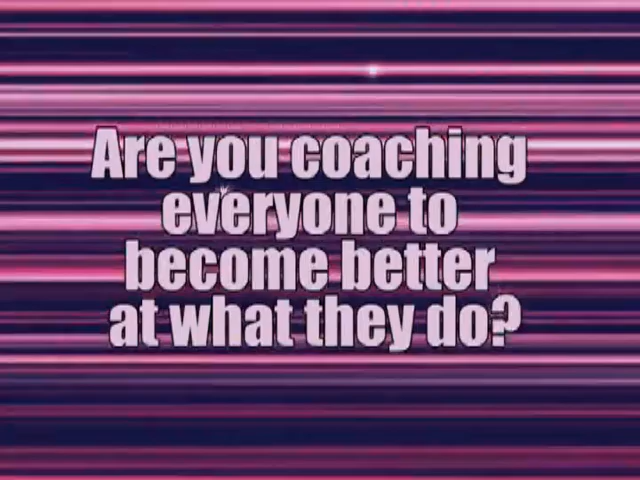 Are you coaching
everyone to
become better
at what they do?